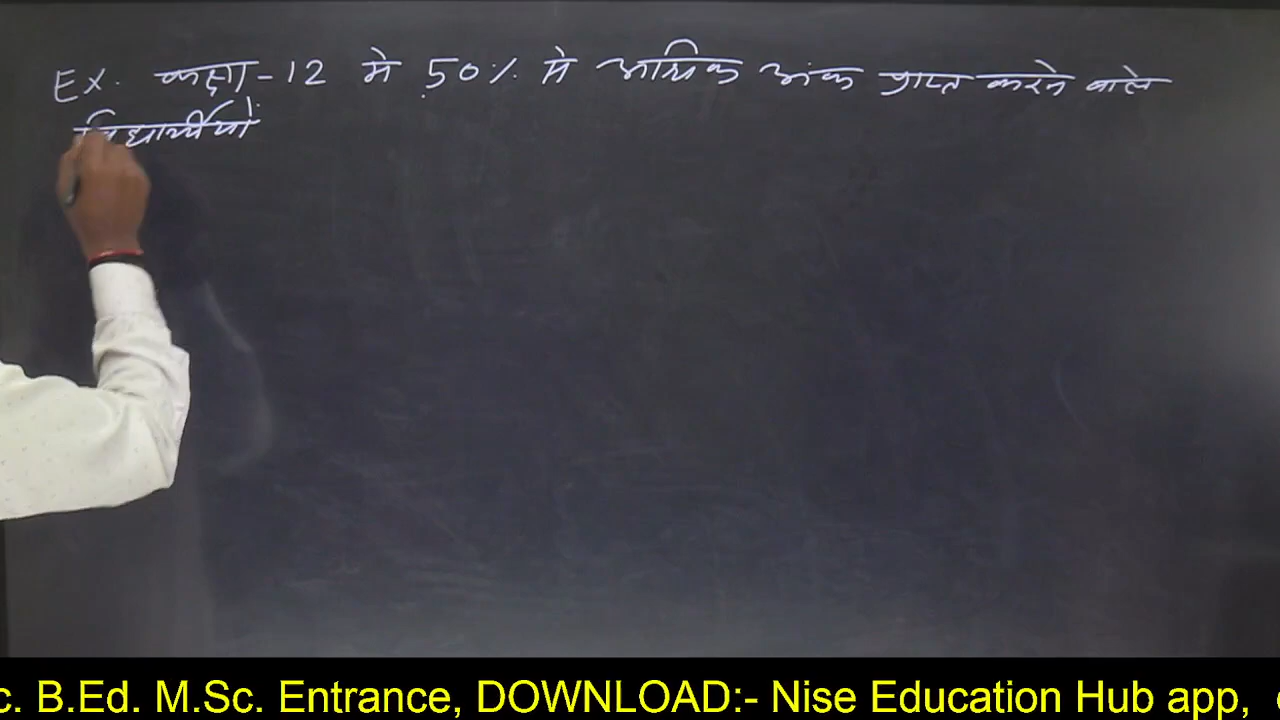 Ex. कक्षा-12 में 50% से अधिक अंक प्राप्त करने वाले
विद्यार्थीयों
c. B.Ed. M.Sc. Entrance, DOWNLOAD:- Nise Education Hub app,